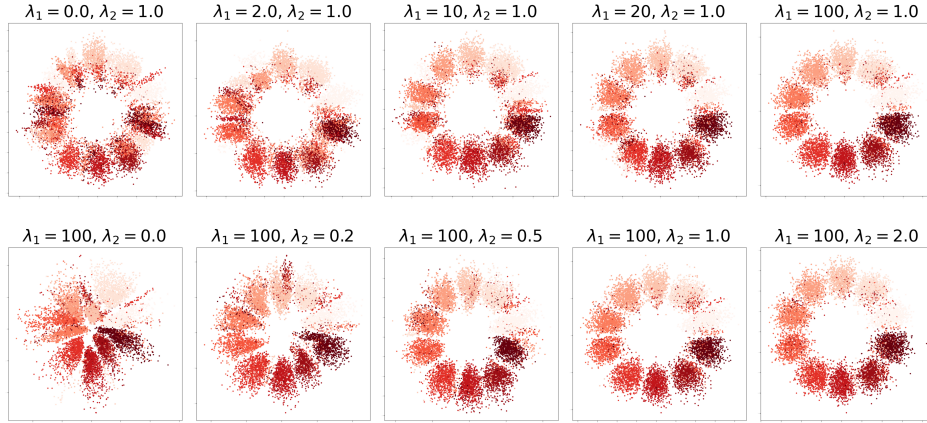 λ₁ = 0.0, λ₂ = 1.0
λ₁ = 2.0, λ₂ = 1.0
λ₁ = 10, λ₂ = 1.0
λ₁ = 20, λ₂ = 1.0
λ₁ = 100, λ₂ = 1.0
λ₁ = 100, λ₂ = 0.0
λ₁ = 100, λ₂ = 0.2
λ₁ = 100, λ₂ = 0.5
λ₁ = 100, λ₂ = 1.0
λ₁ = 100, λ₂ = 2.0